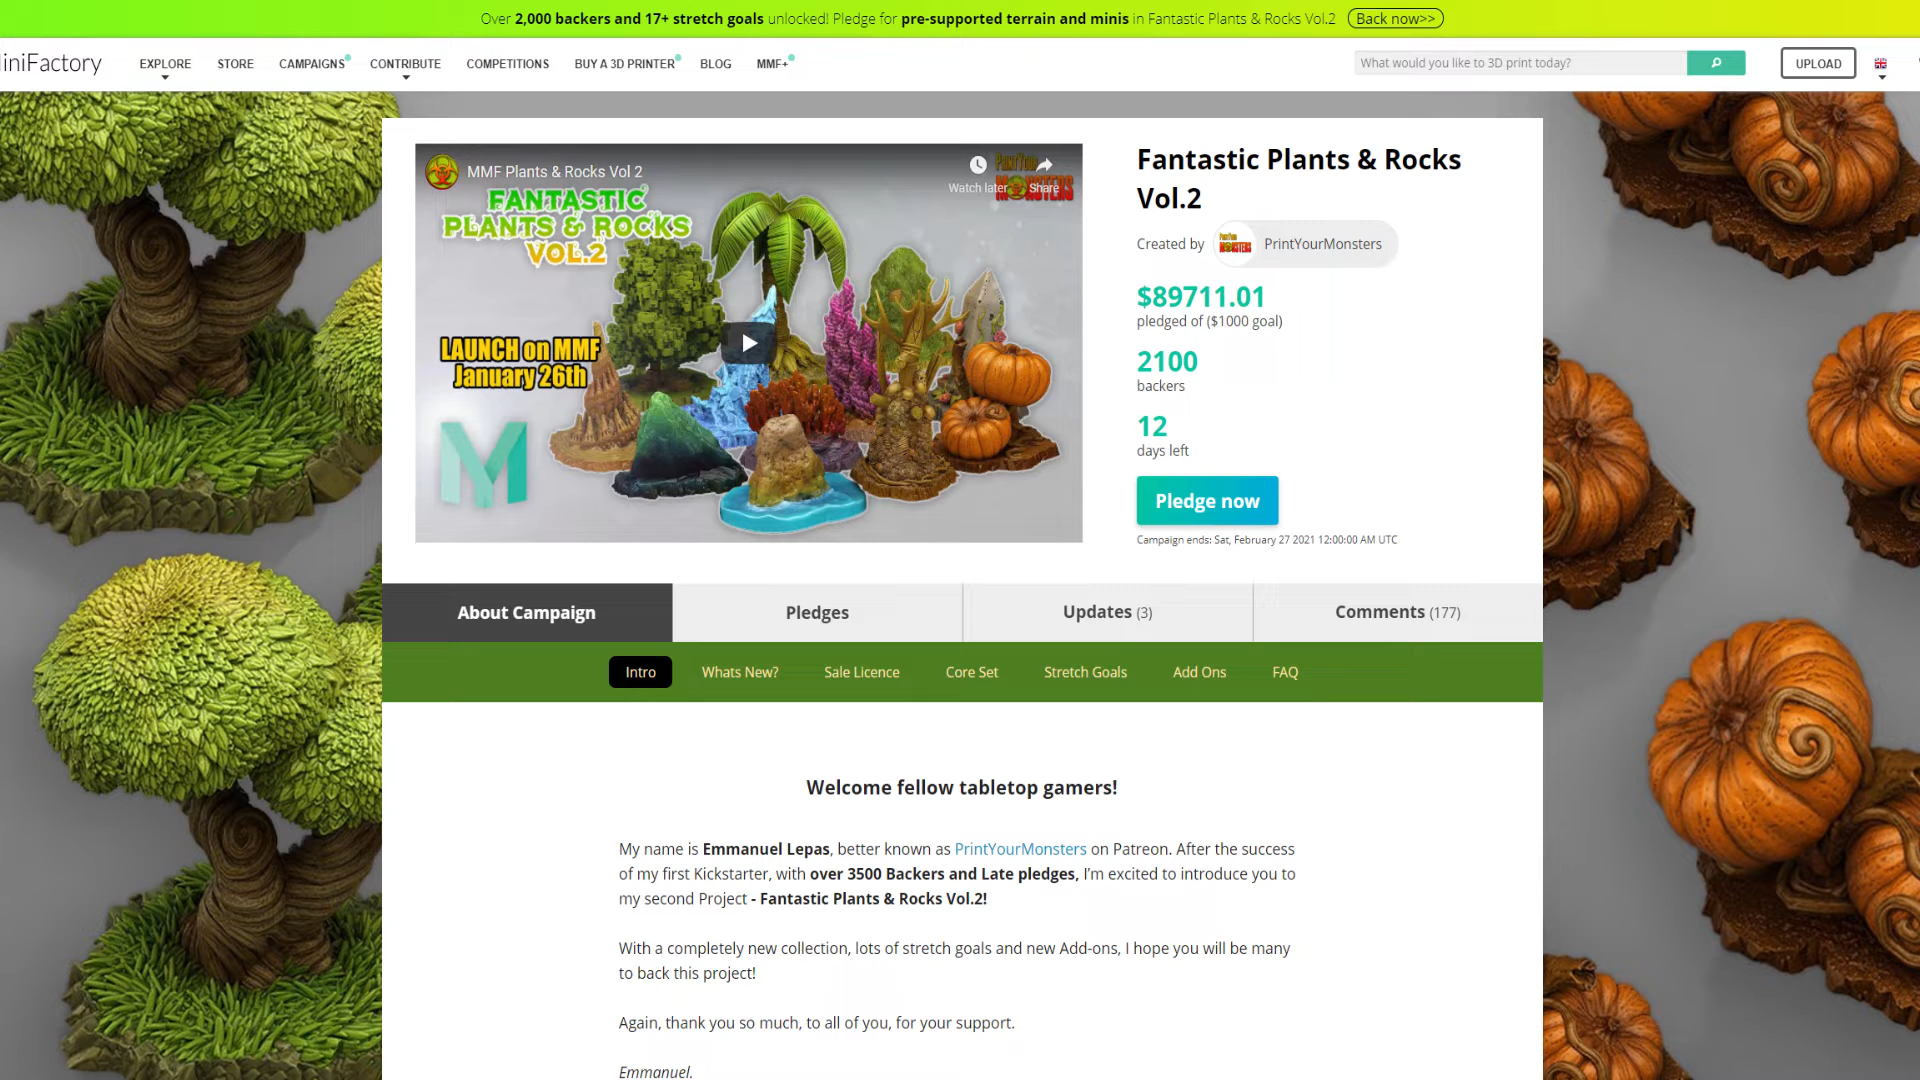 Over 2,000 backers and 17+ stretch goals unlocked! Pledge for pre-supported terrain and minis in Fantastic Plants & Rocks Vol.2 Back now>>
iniFactory EXPLORE STORE CAMPAIGNS CONTRIBUTE COMPETITIONS BUY A 3D PRINTER BLOG MMF+ What would you like to 3D print today? UPLOAD
MMF Plants & Rocks Vol 2
Watch later Share
PrintYour MONSTERS
FANTASTIC
PLANTS & ROCKS
VOL.2
LAUNCH on MMF
January 26th
Fantastic Plants & Rocks
Vol.2
Created by PrintYourMonsters
$89711.01
pledged of ($1000 goal)
2100
backers
12
days left
Pledge now
Campaign ends: Sat, February 27 2021 12:00:00 AM UTC
About Campaign Pledges Updates (3) Comments (177)
Intro Whats New? Sale Licence Core Set Stretch Goals Add Ons FAQ
Welcome fellow tabletop gamers!
My name is Emmanuel Lepas, better known as PrintYourMonsters on Patreon. After the success
of my first Kickstarter, with over 3500 Backers and Late pledges, I'm excited to introduce you to
my second Project - Fantastic Plants & Rocks Vol.2!
With a completely new collection, lots of stretch goals and new Add-ons, I hope you will be many
to back this project!
Again, thank you so much, to all of you, for your support.
Emmanuel.